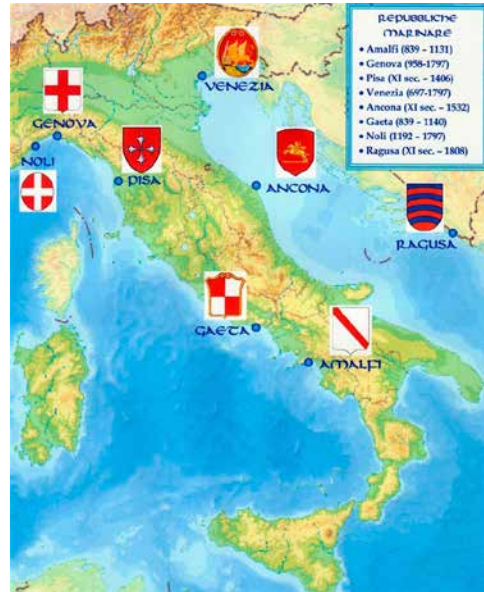 REPUBBLICHE
MARINARE
• Amalfi (839 – 1131)
• Genova (958-1797)
• Pisa (XI sec. – 1406)
• Venezia (697-1797)
• Ancona (XI sec. – 1532)
• Gaeta (839 – 1140)
• Noli (1192 – 1797)
• Ragusa (XI sec. – 1808)
VENEZIA
GENOVA
NOLI
PISA
ANCONA
RAGUSA
GAETA
AMALFI